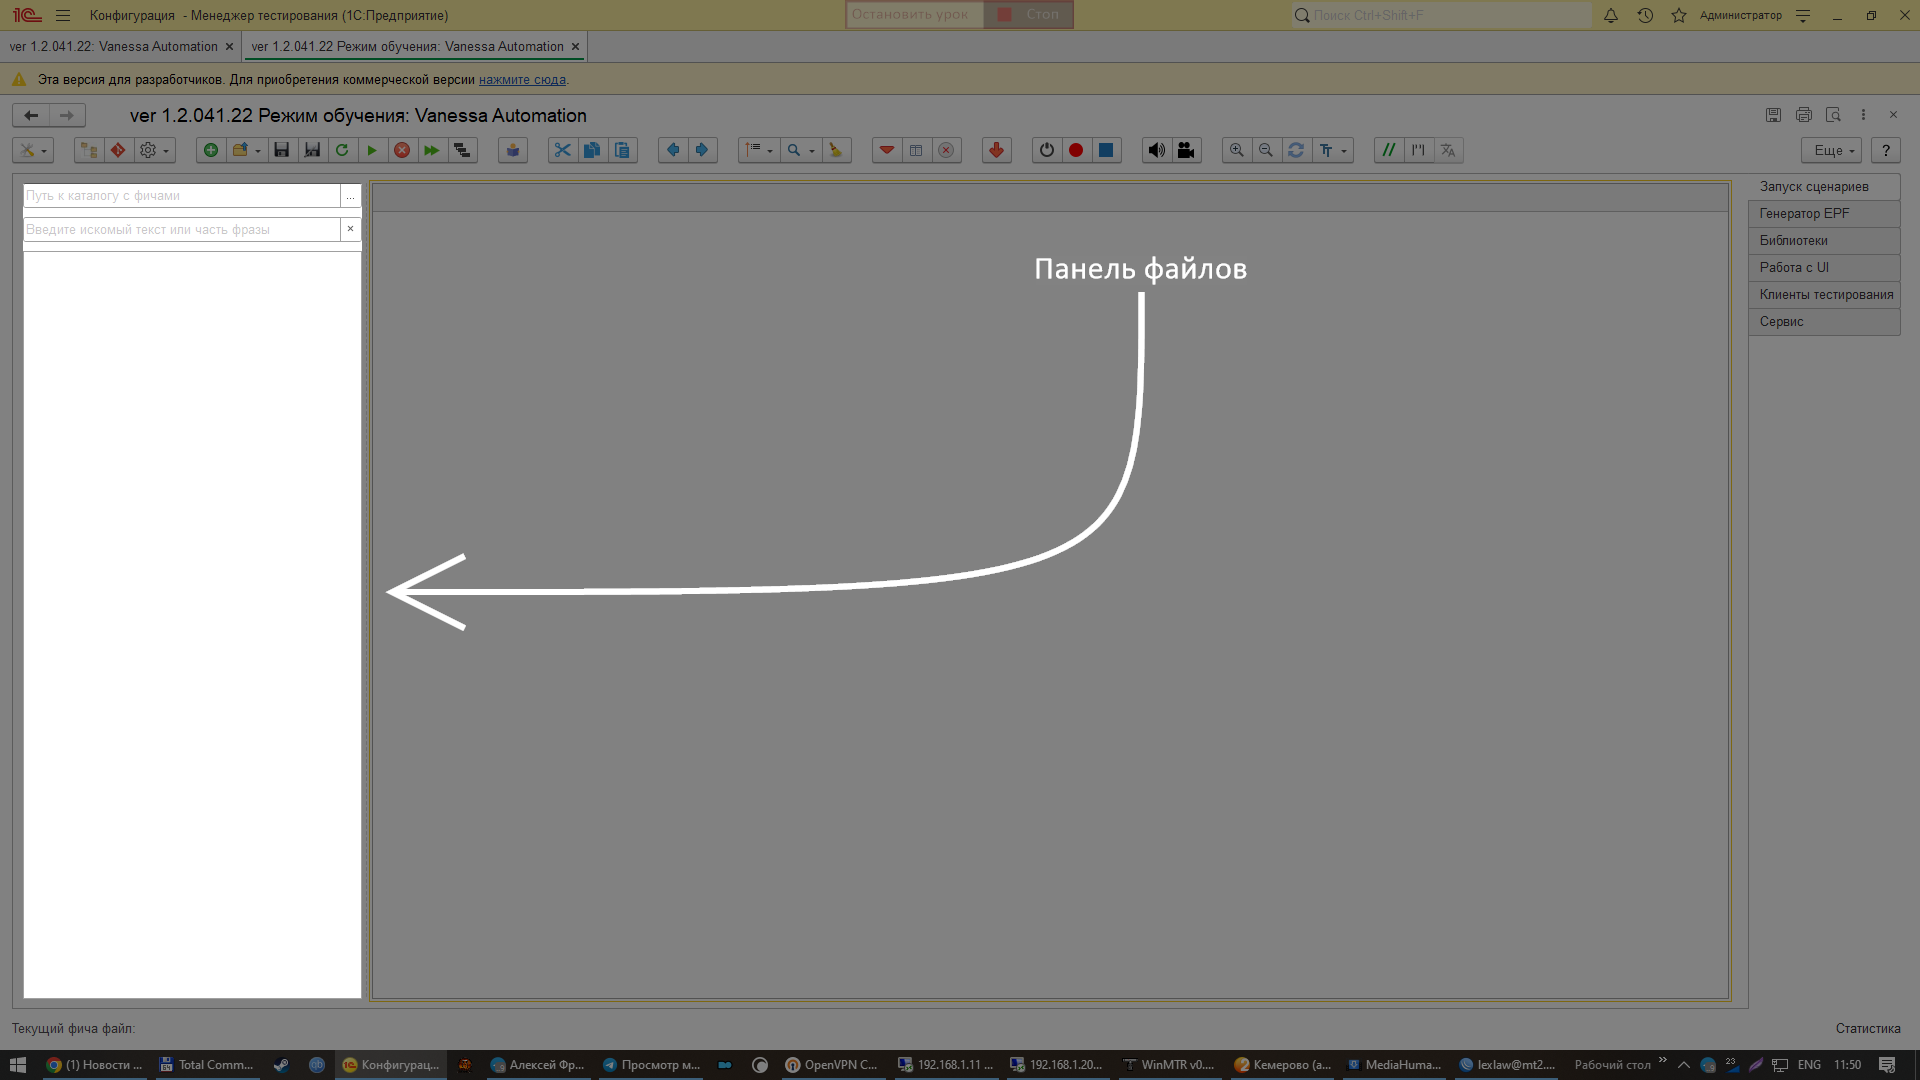 Конфигурация - Менеджер тестирования (1С:Предприятие)
Остановить урок
Стоп
Поиск Ctrl+Shift+F
Администратор
ver 1.2.041.22: Vanessa Automation
ver 1.2.041.22 Режим обучения: Vanessa Automation
Эта версия для разработчиков. Для приобретения коммерческой версии нажмите сюда.
ver 1.2.041.22 Режим обучения: Vanessa Automation
Еще
?
Путь к каталогу с фичами
...
Введите искомый текст или часть фразы
Панель файлов
Запуск сценариев
Генератор EPF
Библиотеки
Работа с UI
Клиенты тестирования
Сервис
Текущий фича файл:
Статистика
(1) Новости ...
Total Comm...
Конфигурац...
Алексей Фр...
Просмотр м...
OpenVPN C...
192.168.1.11 ...
192.168.1.20...
WinMTR v0....
Кемерово (а...
MediaHuma...
lexlaw@mt2....
Рабочий стол
23
ENG
11:50